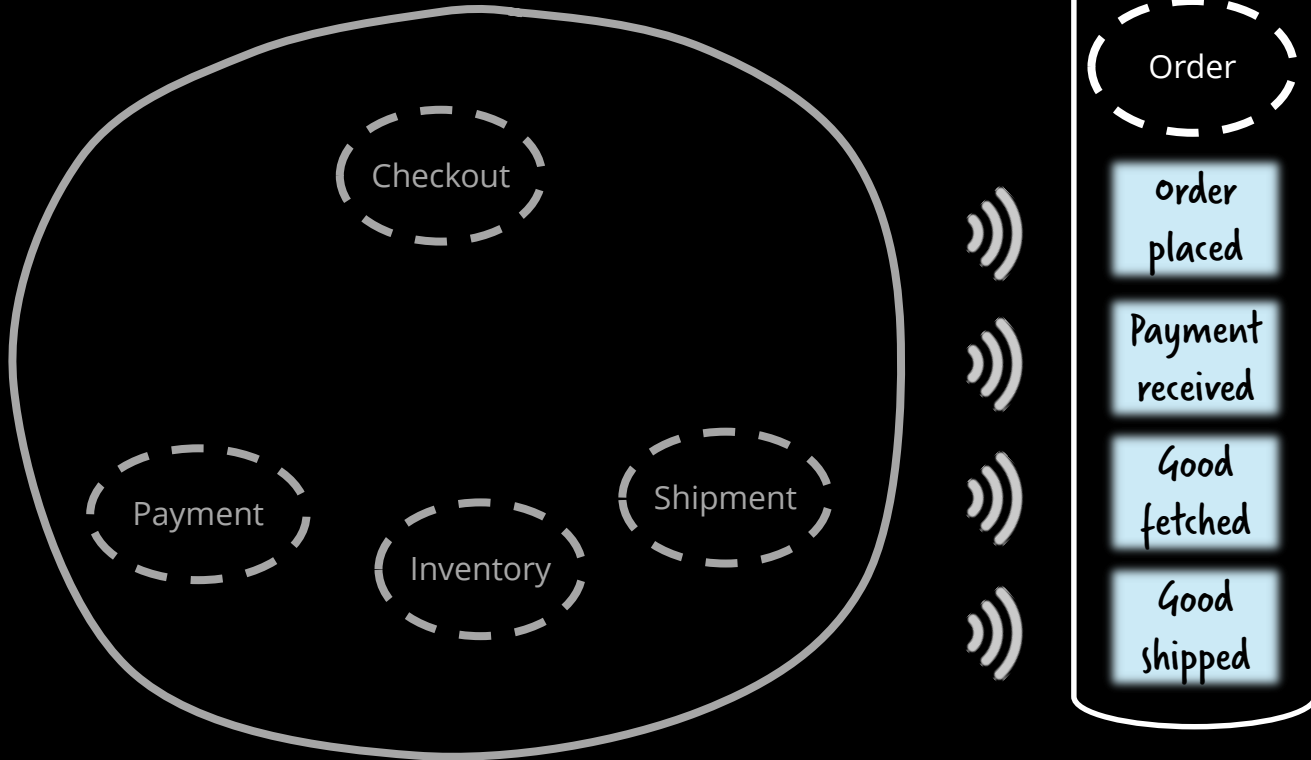 Order
Checkout
Order
placed
Payment
received
Shipment
Payment
Inventory
Good
fetched
Good
shipped